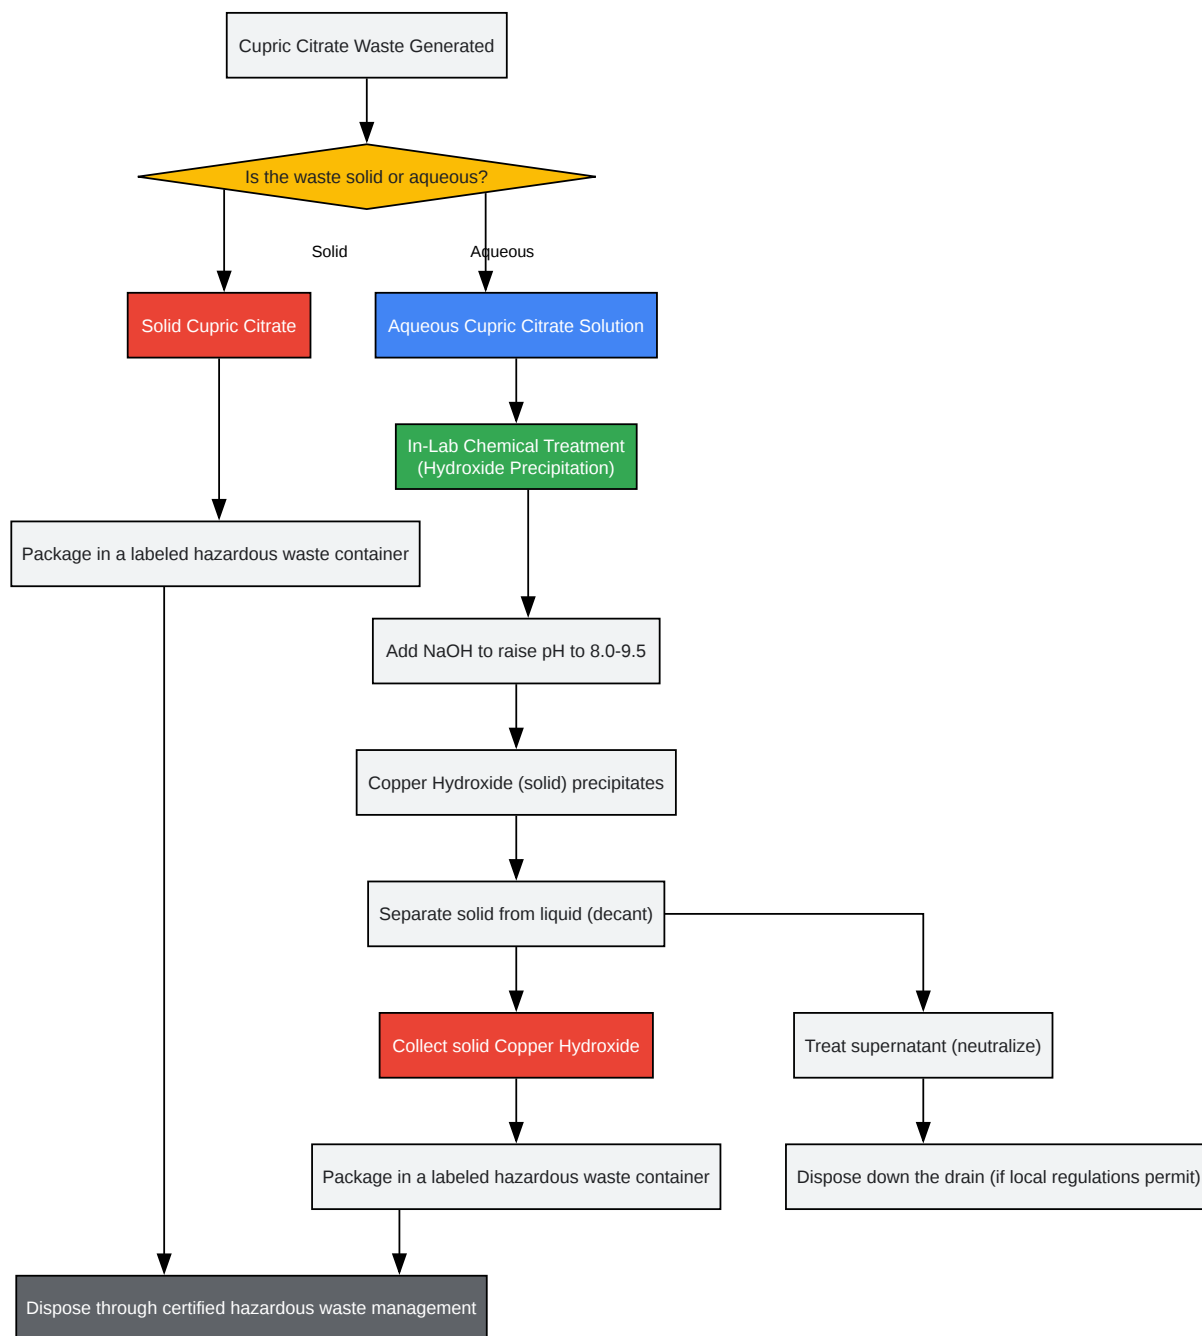 Cupric Citrate Waste Generated
Is the waste solid or aqueous?
Solid
Aqueous
Solid Cupric Citrate
Aqueous Cupric Citrate Solution
In-Lab Chemical Treatment
(Hydroxide Precipitation)
Package in a labeled hazardous waste container
Add NaOH to raise pH to 8.0-9.5
Copper Hydroxide (solid) precipitates
Separate solid from liquid (decant)
Collect solid Copper Hydroxide
Treat supernatant (neutralize)
Package in a labeled hazardous waste container
Dispose down the drain (if local regulations permit)
Dispose through certified hazardous waste management